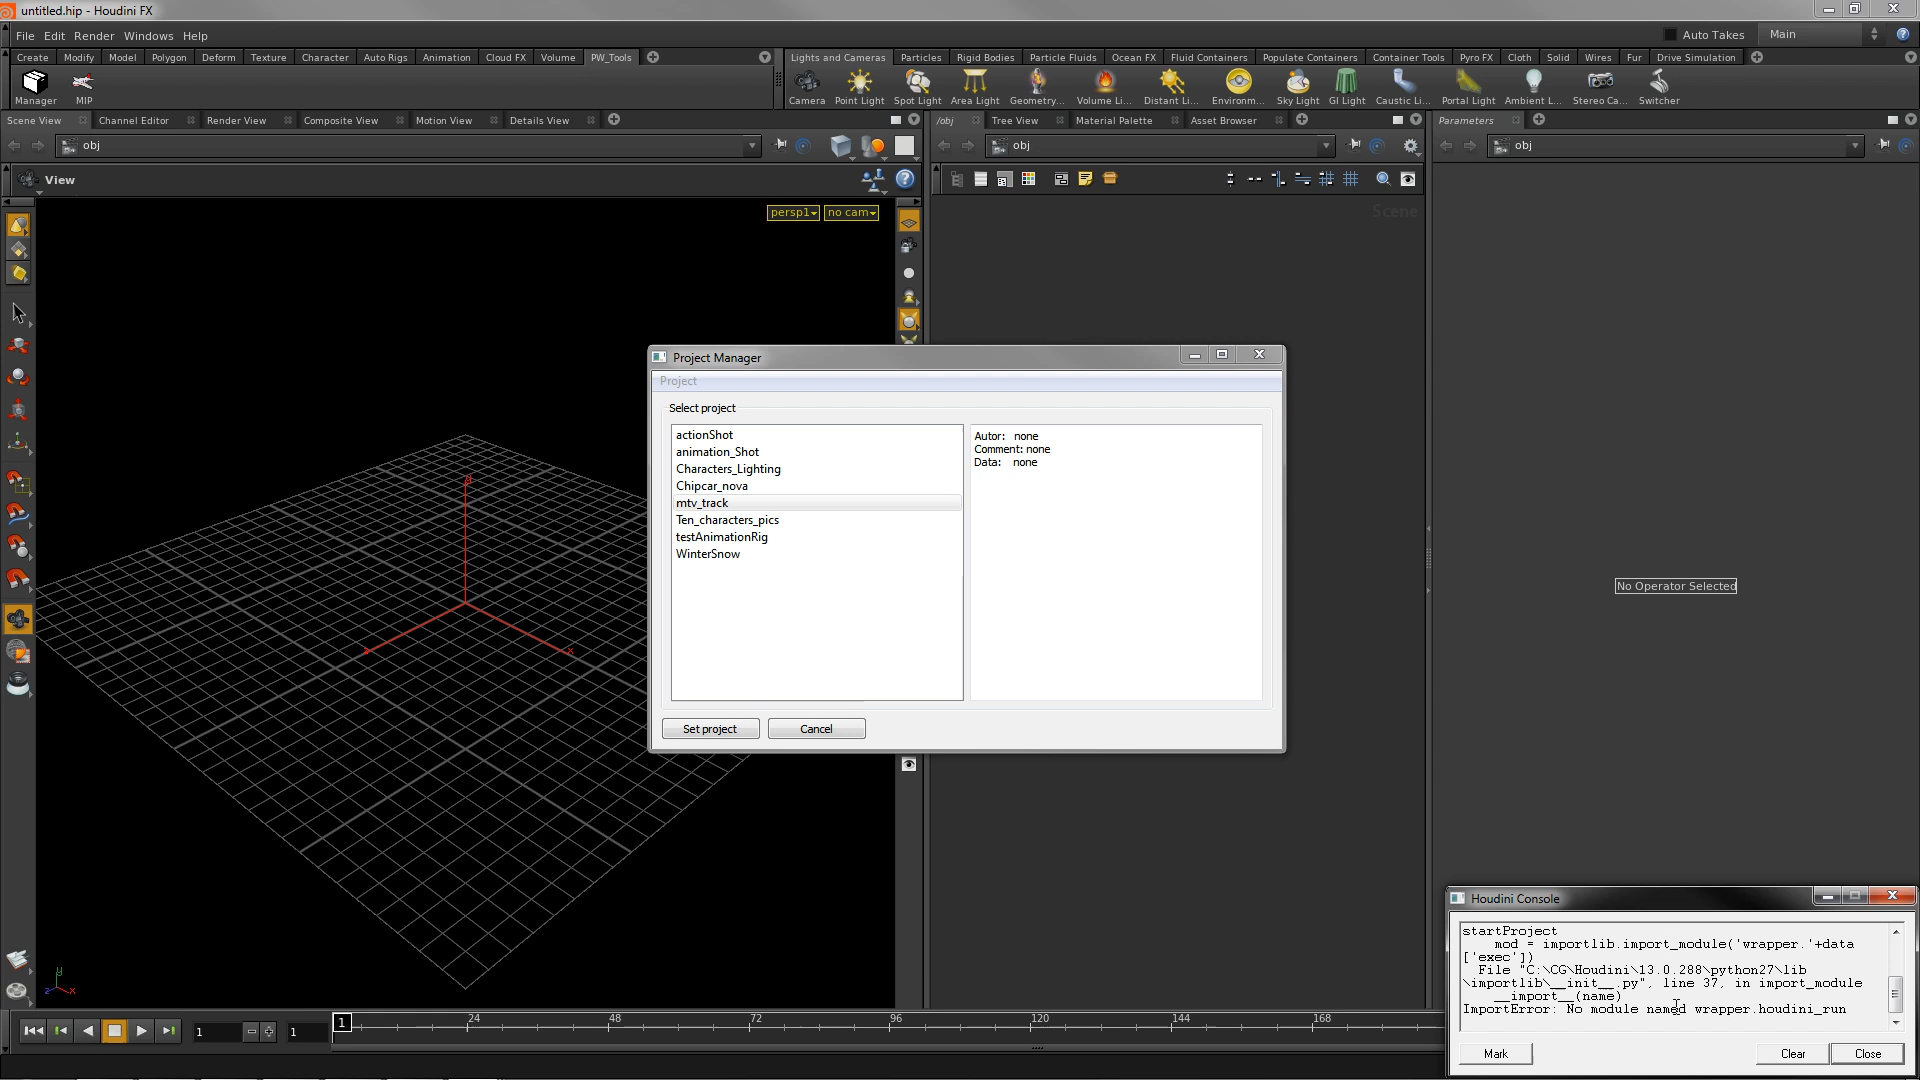 untitled.hip - Houdini FX
File Edit Render Windows Help
Auto Takes Main
Create Modify Model Polygon Deform Texture Character Auto Rigs Animation Cloud FX Volume PW_Tools
Lights and Cameras Particles Rigid Bodies Particle Fluids Ocean FX Fluid Containers Populate Containers Container Tools Pyro FX Cloth Solid Wires Fur Drive Simulation
Manager MIP
Camera Point Light Spot Light Area Light Geometry... Volume Li... Distant Li... Environm... Sky Light GI Light Caustic Li... Portal Light Ambient L... Stereo Ca... Switcher
Scene View Channel Editor Render View Composite View Motion View Details View
/obj Tree View Material Palette Asset Browser
Parameters
obj
obj
obj
View
persp1 no cam
Scene
Project Manager
Project
Select project
actionShot
animation_Shot
Characters_Lighting
Chipcar_nova
mtv_track
Ten_characters_pics
testAnimationRig
WinterSnow
Autor: none
Comment: none
Data: none
Set project Cancel
No Operator Selected
Houdini Console
startProject
mod = importlib.import_module('wrapper.'+data
['exec'])
File "C:\CG\Houdini\13.0.288\python27\lib
\importlib\__init__.py", line 37, in import_module
__import__(name)
ImportError: No module named wrapper.houdini_run
Mark Clear Close
1 1 1 24 48 72 96 120 144 168
y
z x